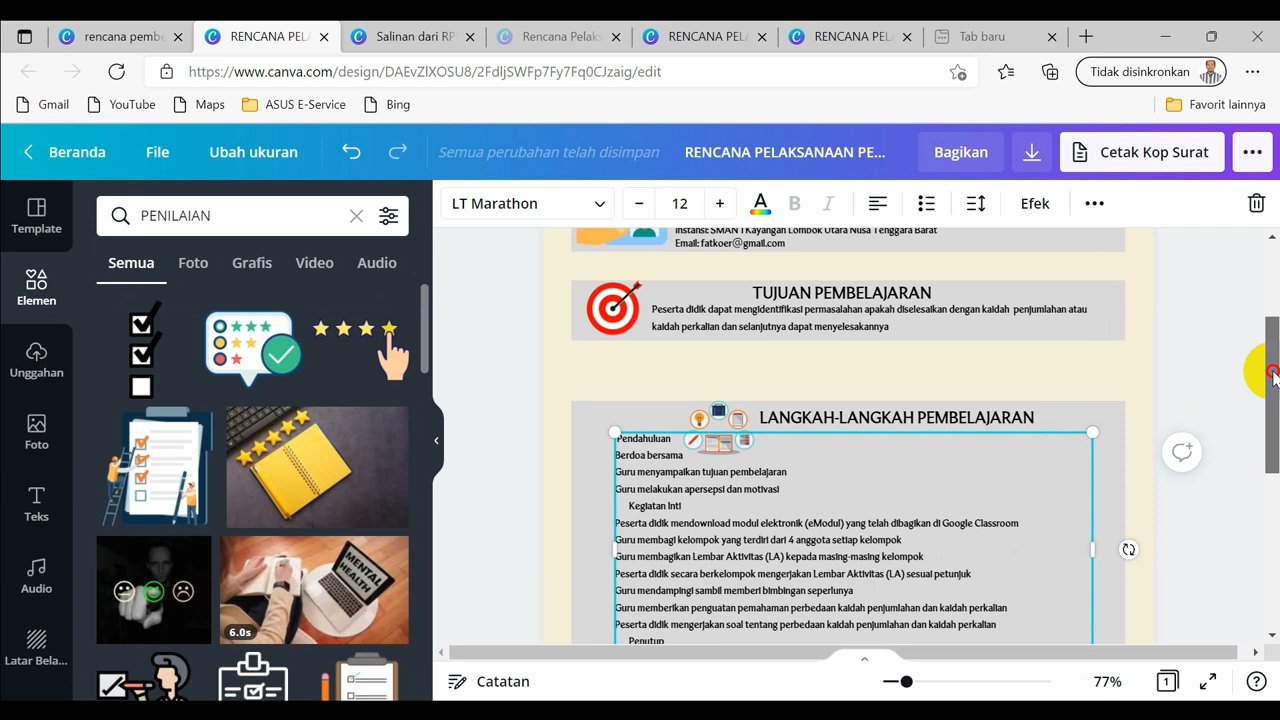 rencana pembe
RENCANA PELA
Salinan dari RP
Rencana Pelaks
RENCANA PELA
RENCANA PELA
Tab baru
https://www.canva.com/design/DAEvZlXOSU8/2FdljSWFp7Fy7Fq0CJzaig/edit
Tidak disinkronkan
Gmail
YouTube
Maps
ASUS E-Service
Bing
Favorit lainnya
Beranda
File
Ubah ukuran
Semua perubahan telah disimpan
RENCANA PELAKSANAAN PE...
Bagikan
Cetak Kop Surat
Template
Elemen
Unggahan
Foto
Teks
Audio
Latar Bela...
PENILAIAN
Semua
Foto
Grafis
Video
Audio
MENTAL
HEALTH
6.0s
LT Marathon
12
A
B
I
Efek
Instansi: SMAN 1 Kayangan Lombok Utara Nusa Tenggara Barat
Email: fatkoer@gmail.com
TUJUAN PEMBELAJARAN
Peserta didik dapat mengidentifikasi permasalahan apakah diselesaikan dengan kaidah penjumlahan atau
kaidah perkalian dan selanjutnya dapat menyelesakannya
LANGKAH-LANGKAH PEMBELAJARAN
Pendahuluan
Berdoa bersama
Guru menyampaikan tujuan pembelajaran
Guru melakukan apersepsi dan motivasi
Kegiatan Inti
Peserta didik mendownload modul elektronik (eModul) yang telah dibagikan di Google Classroom
Guru membagi kelompok yang terdiri dari 4 anggota setiap kelompok
Guru membagikan Lembar Aktivitas (LA) kepada masing-masing kelompok
Peserta didik secara berkelompok mengerjakan Lembar Aktivitas (LA) sesuai petunjuk
Guru mendampingi sambil memberi bimbingan seperlunya
Guru memberikan penguatan pemahaman perbedaan kaidah penjumlahan dan kaidah perkalian
Peserta didik mengerjakan soal tentang perbedaan kaidah penjumlahan dan kaidah perkalian
Penutup
Catatan
77%
1